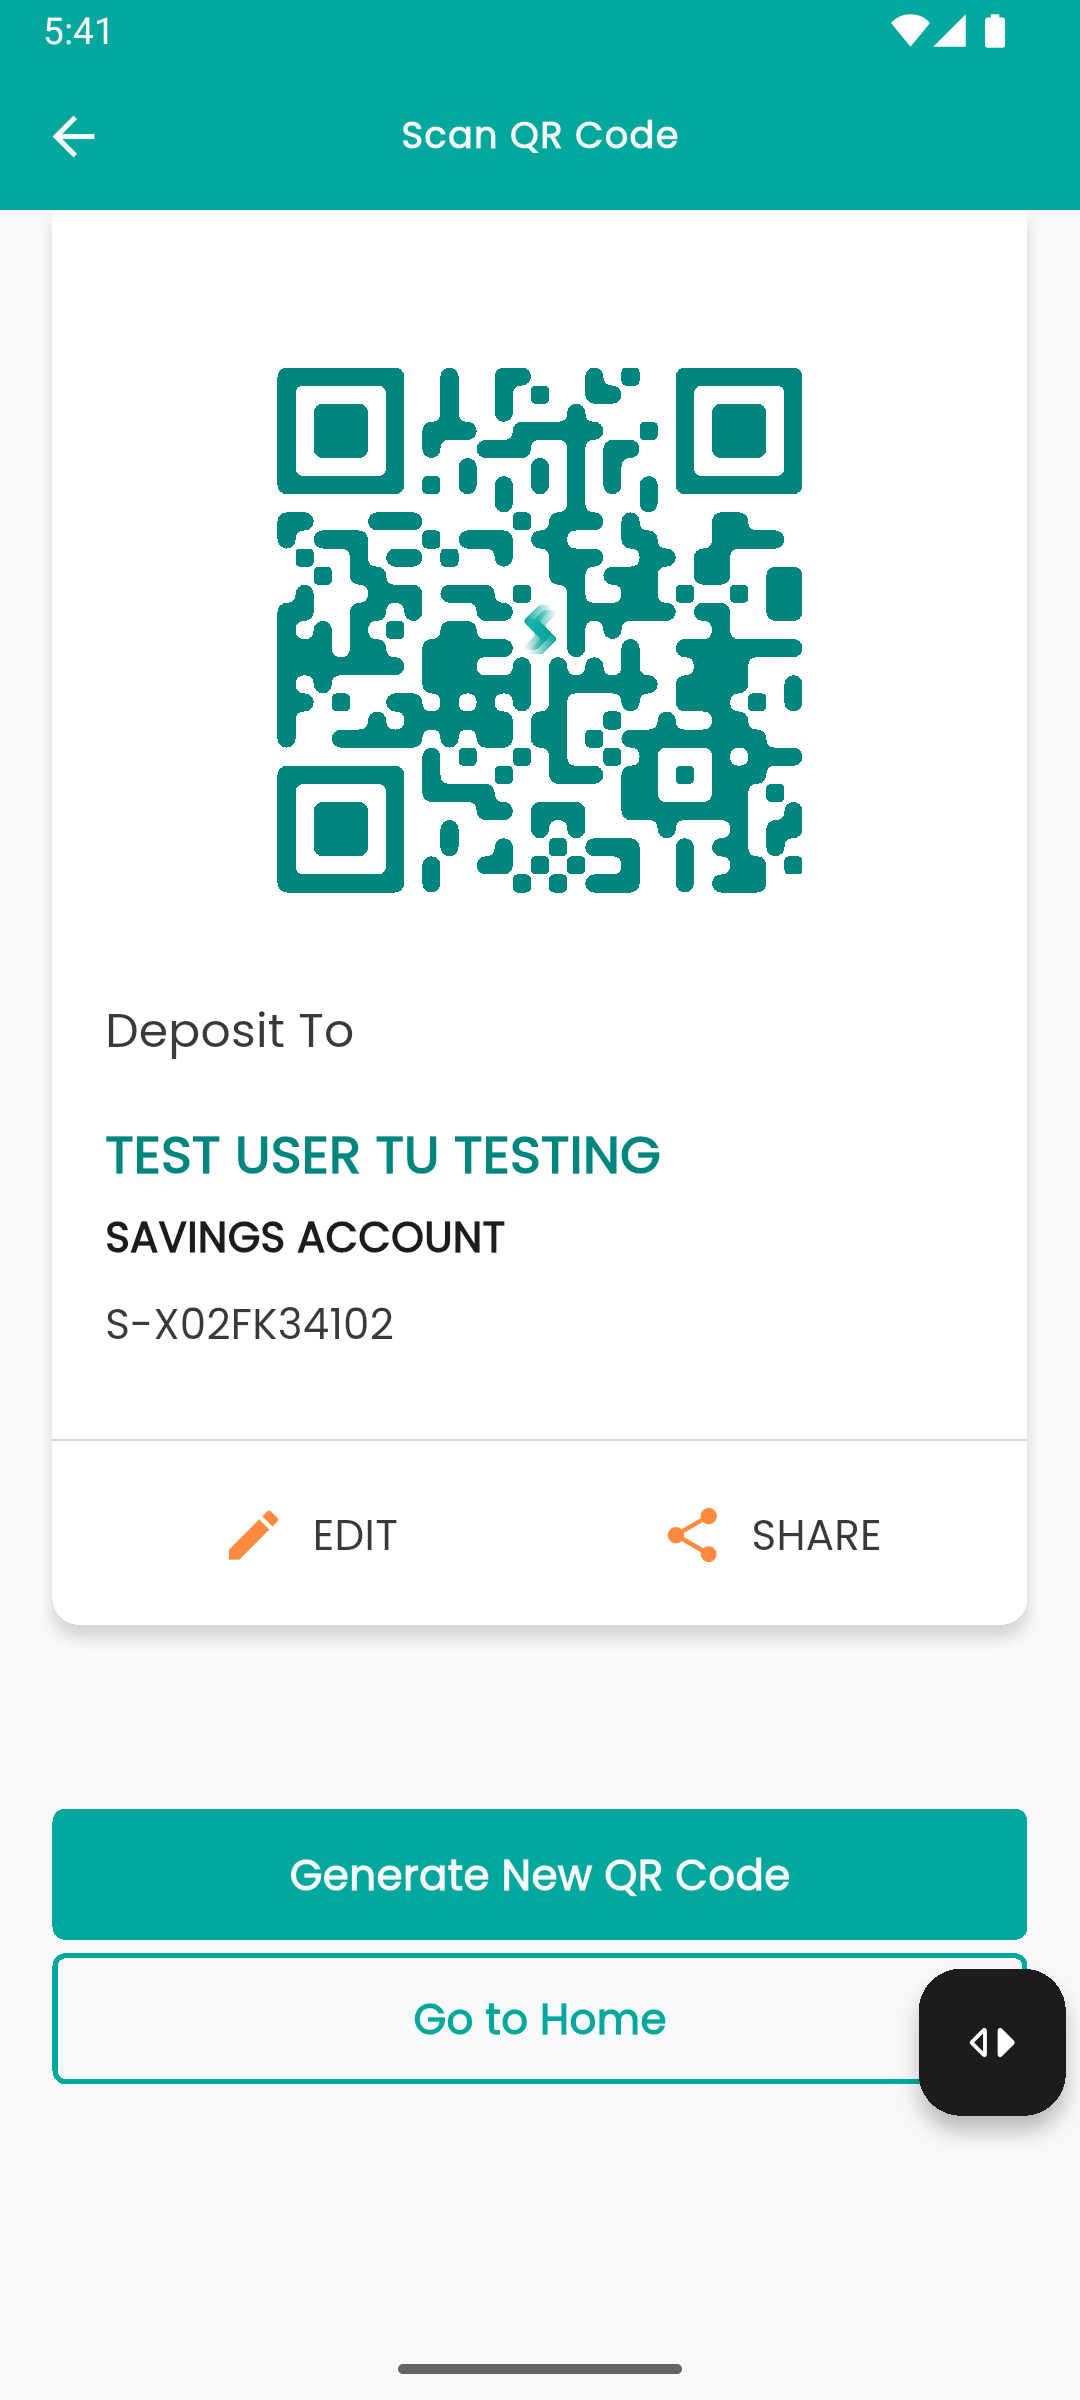 5:41
Scan QR Code
Deposit To
TEST USER TU TESTING
SAVINGS ACCOUNT
S-X02FK34102
EDIT
SHARE
Generate New QR Code
Go to Home